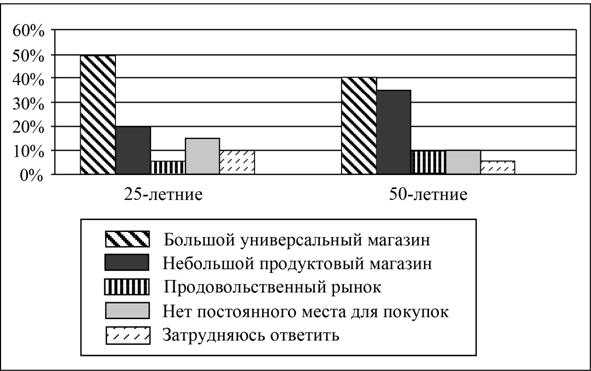 60%
50%
40%
30%
20%
10%
0%
25-летние 50-летние
Большой универсальный магазин
Небольшой продуктовый магазин
Продовольственный рынок
Нет постоянного места для покупок
Затрудняюсь ответить